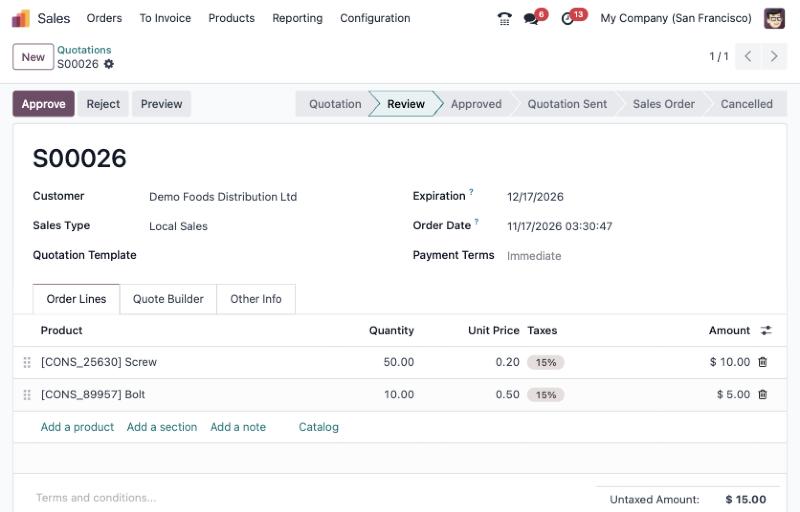 Sales Orders To Invoice Products Reporting Configuration 6 13 My Company (San Francisco)
New Quotations 1 / 1
S00026
Approve Reject Preview Quotation Review Approved Quotation Sent Sales Order Cancelled
S00026
Customer Demo Foods Distribution Ltd Expiration ? 12/17/2026
Sales Type Local Sales Order Date ? 11/17/2026 03:30:47
Quotation Template Payment Terms Immediate
Order Lines Quote Builder Other Info
Product Quantity Unit Price Taxes Amount
[CONS_25630] Screw 50.00 0.20 15% $ 10.00
[CONS_89957] Bolt 10.00 0.50 15% $ 5.00
Add a product Add a section Add a note Catalog
Terms and conditions... Untaxed Amount: $ 15.00